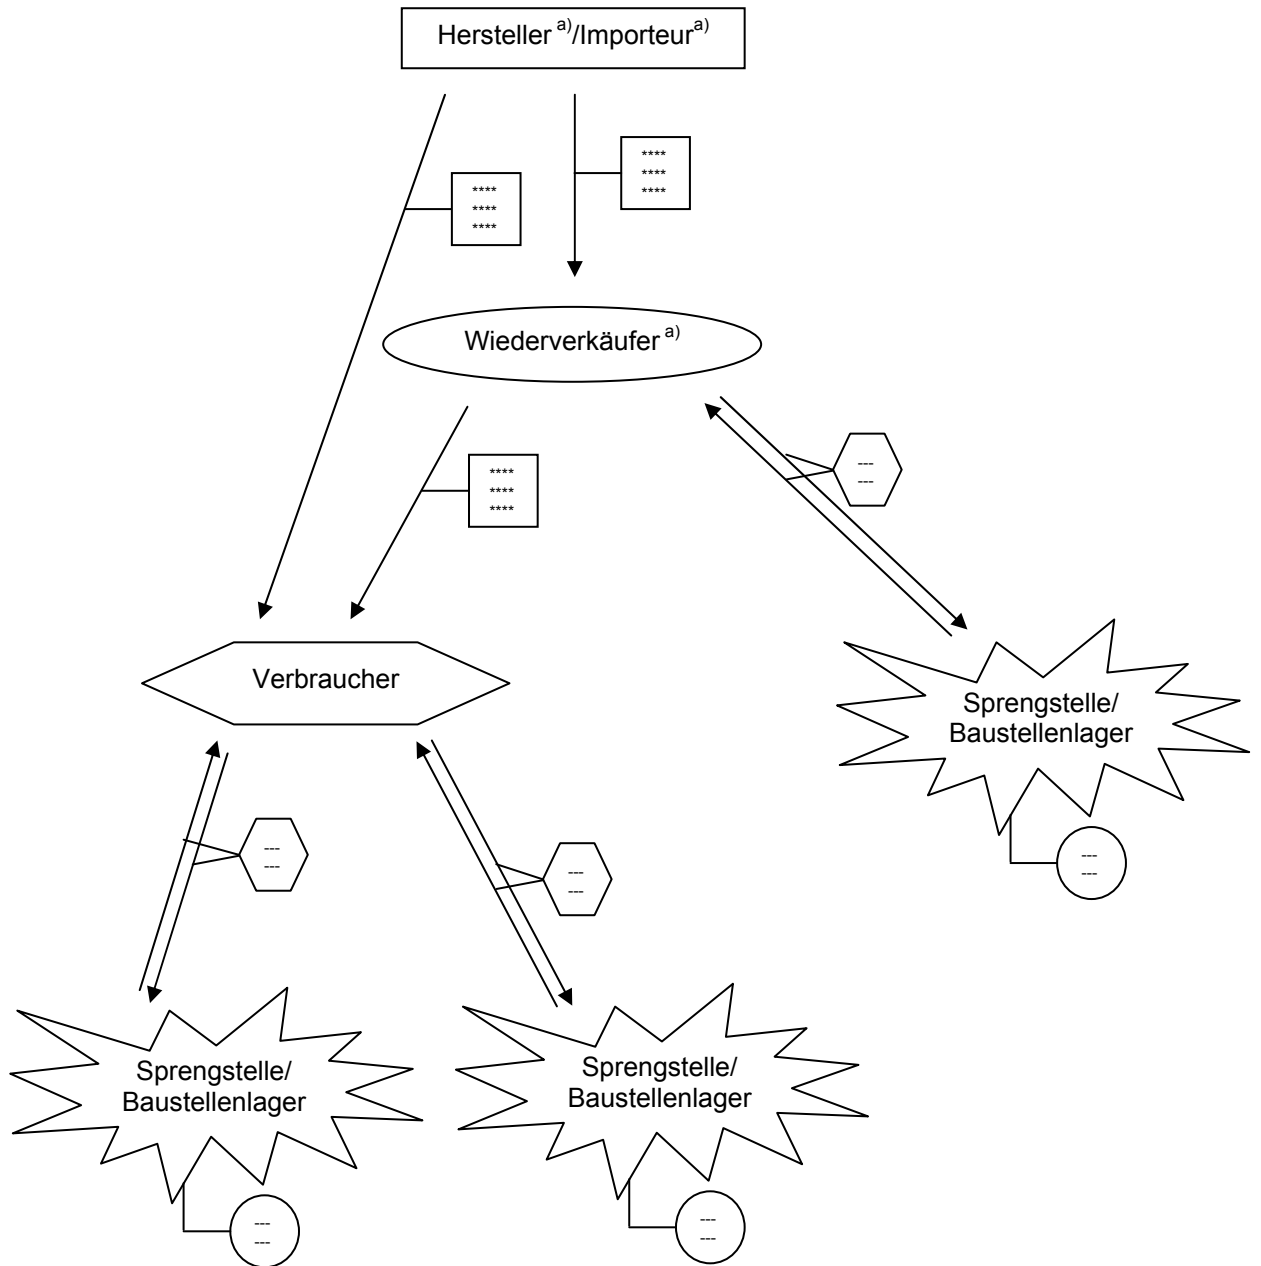 Hersteller a)/Importeur a)
****
****
****
****
****
****
Wiederverkäufer a)
---
---
****
****
****
Verbraucher
Sprengstelle/
Baustellenlager
---
---
---
---
---
---
Sprengstelle/
Baustellenlager
Sprengstelle/
Baustellenlager
---
---
---
---